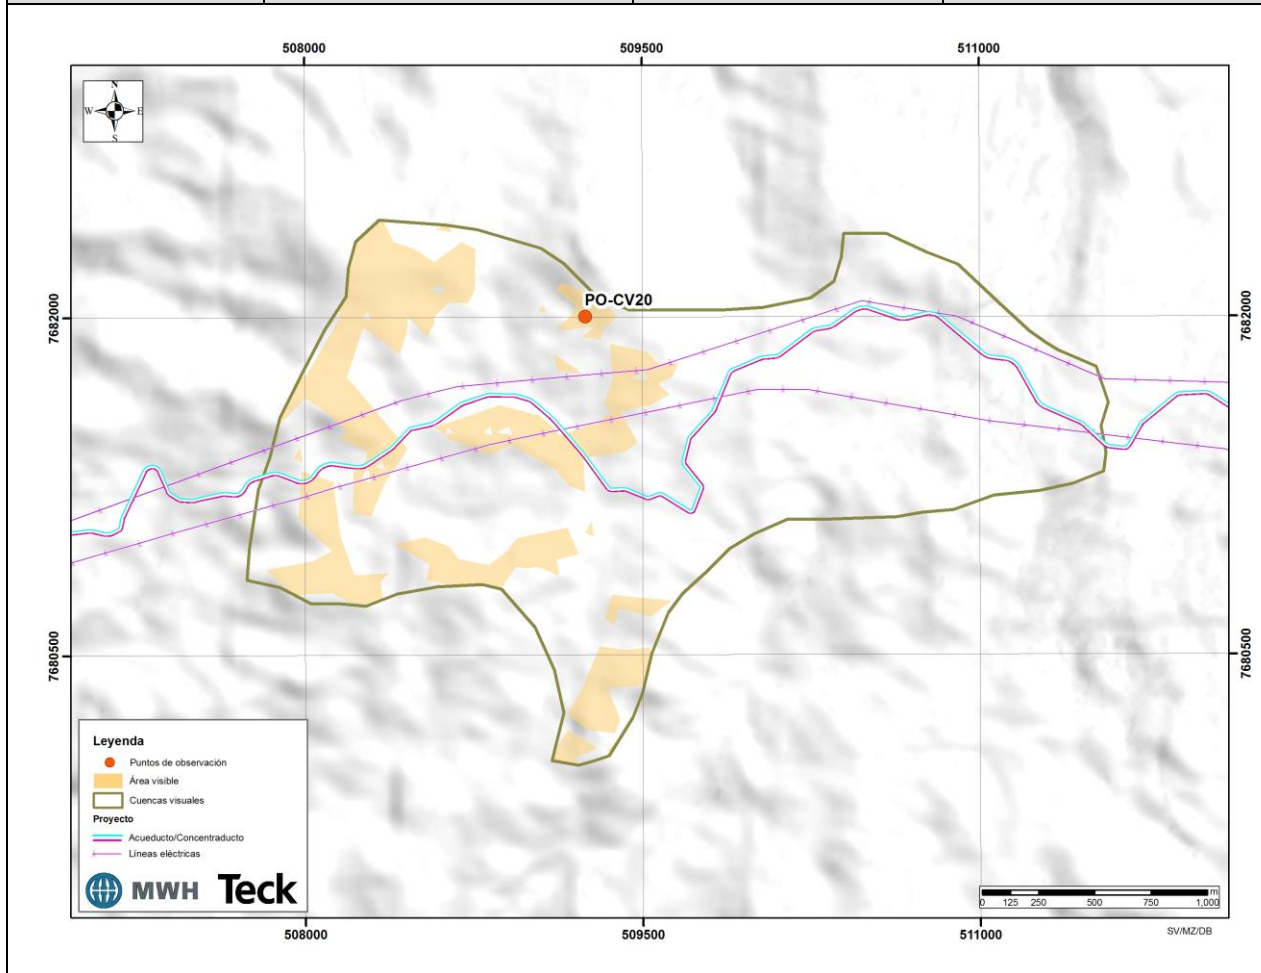 508000 509500 511000
N
W E
S
PO-CV20
7682000 7682000
7680500 7680500
Leyenda
Puntos de observación
Área visible
Cuencas visuales
Proyecto
Acueducto/Concentraducto
Líneas eléctricas
MWH Teck
m
0 125 250 500 750 1,000
508000 509500 511000
SV/MZ/DB